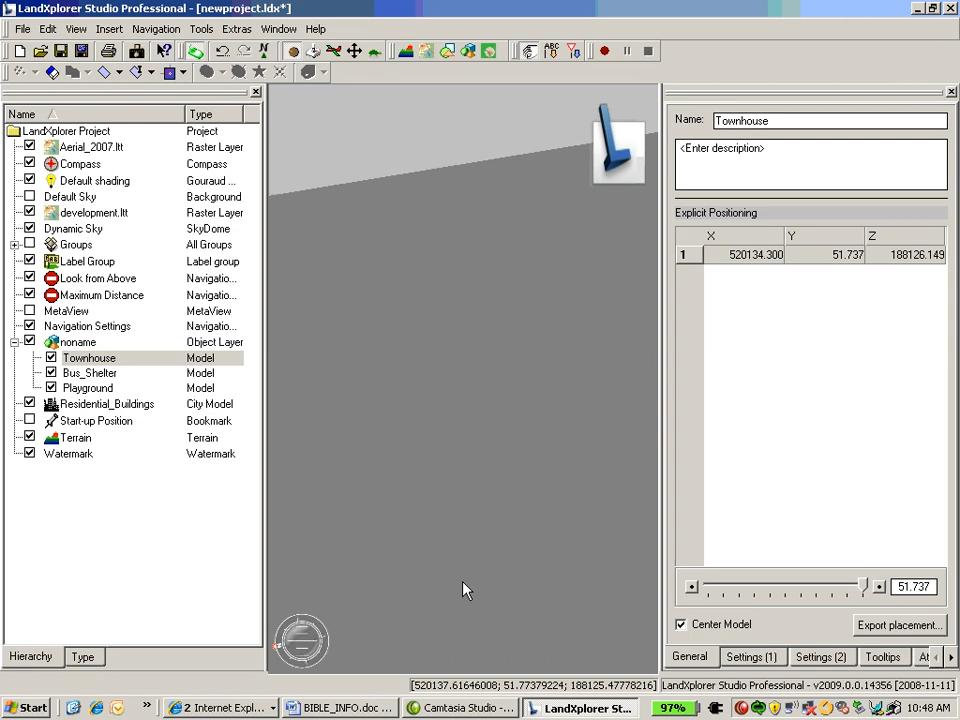 LandXplorer Studio Professional - [newproject.ldx*]
File Edit View Insert Navigation Tools Extras Window Help
N ABC
Name Type
LandXplorer Project Project
Aerial_2007.ltt Raster Layer
Compass Compass
Default shading Gouraud ...
Default Sky Background
development.ltt Raster Layer
Dynamic Sky SkyDome
Groups All Groups
Label Group Label group
Look from Above Navigatio...
Maximum Distance Navigatio...
MetaView MetaView
Navigation Settings Navigatio...
noname Object Layer
Townhouse Model
Bus_Shelter Model
Playground Model
Residential_Buildings City Model
Start-up Position Bookmark
Terrain Terrain
Watermark Watermark
Hierarchy Type
Name: Townhouse
<Enter description>
Explicit Positioning
X Y Z
1 520134.300 51.737 188126.149
51.737
Center Model Export placement...
General Settings (1) Settings (2) Tooltips At
[520137.61646008; 51.77379224; 188125.47778216] LandXplorer Studio Professional - v2009.0.0.14356 [2008-11-11]
Start » 2 Internet Expl... BIBLE_INFO.doc ... Camtasia Studio -... LandXplorer St... 97% 10:48 AM